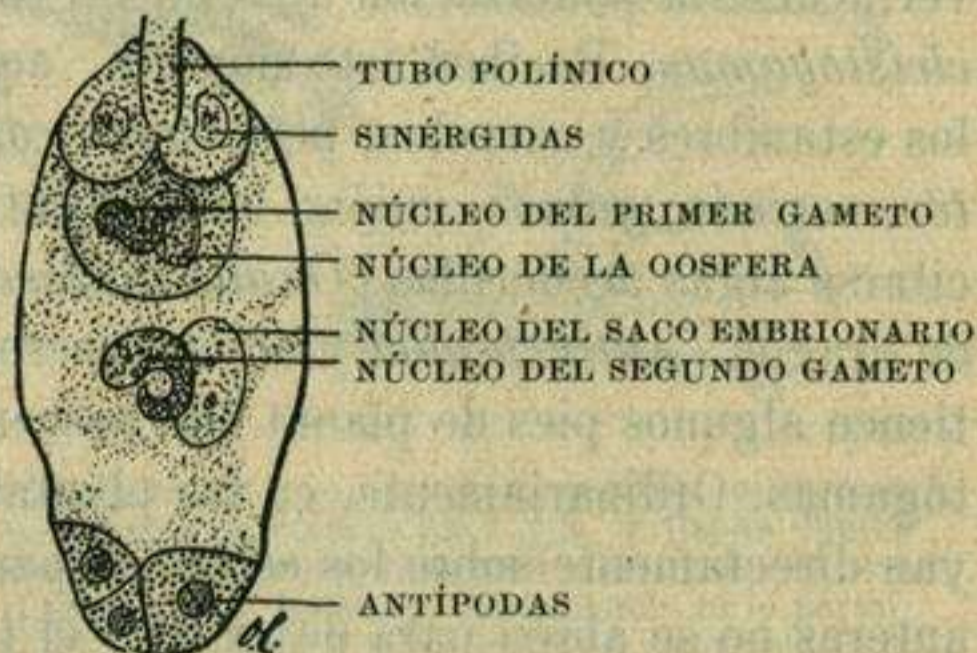 TUBO POLÍNICO
SINÉRGIDAS
NÚCLEO DEL PRIMER GAMETO
NÚCLEO DE LA OOSFERA
NÚCLEO DEL SACO EMBRIONARIO
NÚCLEO DEL SEGUNDO GAMETO
ANTÍPODAS